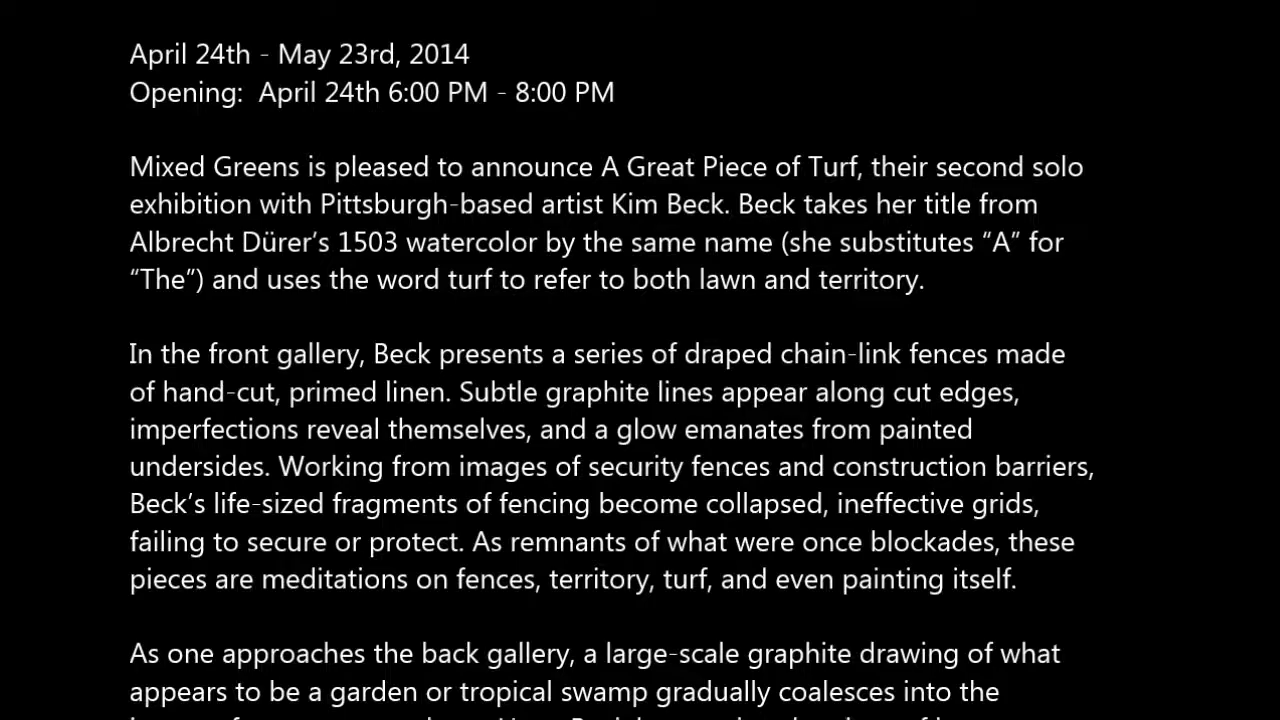 April 24th - May 23rd, 2014
Opening:  April 24th 6:00 PM - 8:00 PM
Mixed Greens is pleased to announce A Great Piece of Turf, their second solo
exhibition with Pittsburgh-based artist Kim Beck. Beck takes her title from
Albrecht Dürer’s 1503 watercolor by the same name (she substitutes “A” for
“The”) and uses the word turf to refer to both lawn and territory.
In the front gallery, Beck presents a series of draped chain-link fences made
of hand-cut, primed linen. Subtle graphite lines appear along cut edges,
imperfections reveal themselves, and a glow emanates from painted
undersides. Working from images of security fences and construction barriers,
Beck’s life-sized fragments of fencing become collapsed, ineffective grids,
failing to secure or protect. As remnants of what were once blockades, these
pieces are meditations on fences, territory, turf, and even painting itself.
As one approaches the back gallery, a large-scale graphite drawing of what
appears to be a garden or tropical swamp gradually coalesces into the